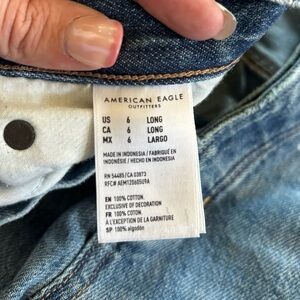 AMERICAN EAGLE
OUTFITTERS
US 6 LONG
CA 6 LONG
MX 6 LARGO
MADE IN INDONESIA / FABRIQUÉ EN
INDONÉSIE / HECHO EN INDONESIA
RN 54485/CA 03873
RFC# AEM1206DSU9A
EN 100% COTTON.
EXCLUSIVE OF DECORATION
FR 100% COTON.
À L'EXCEPTION DE LA GARNITURE
SP 100% algodón